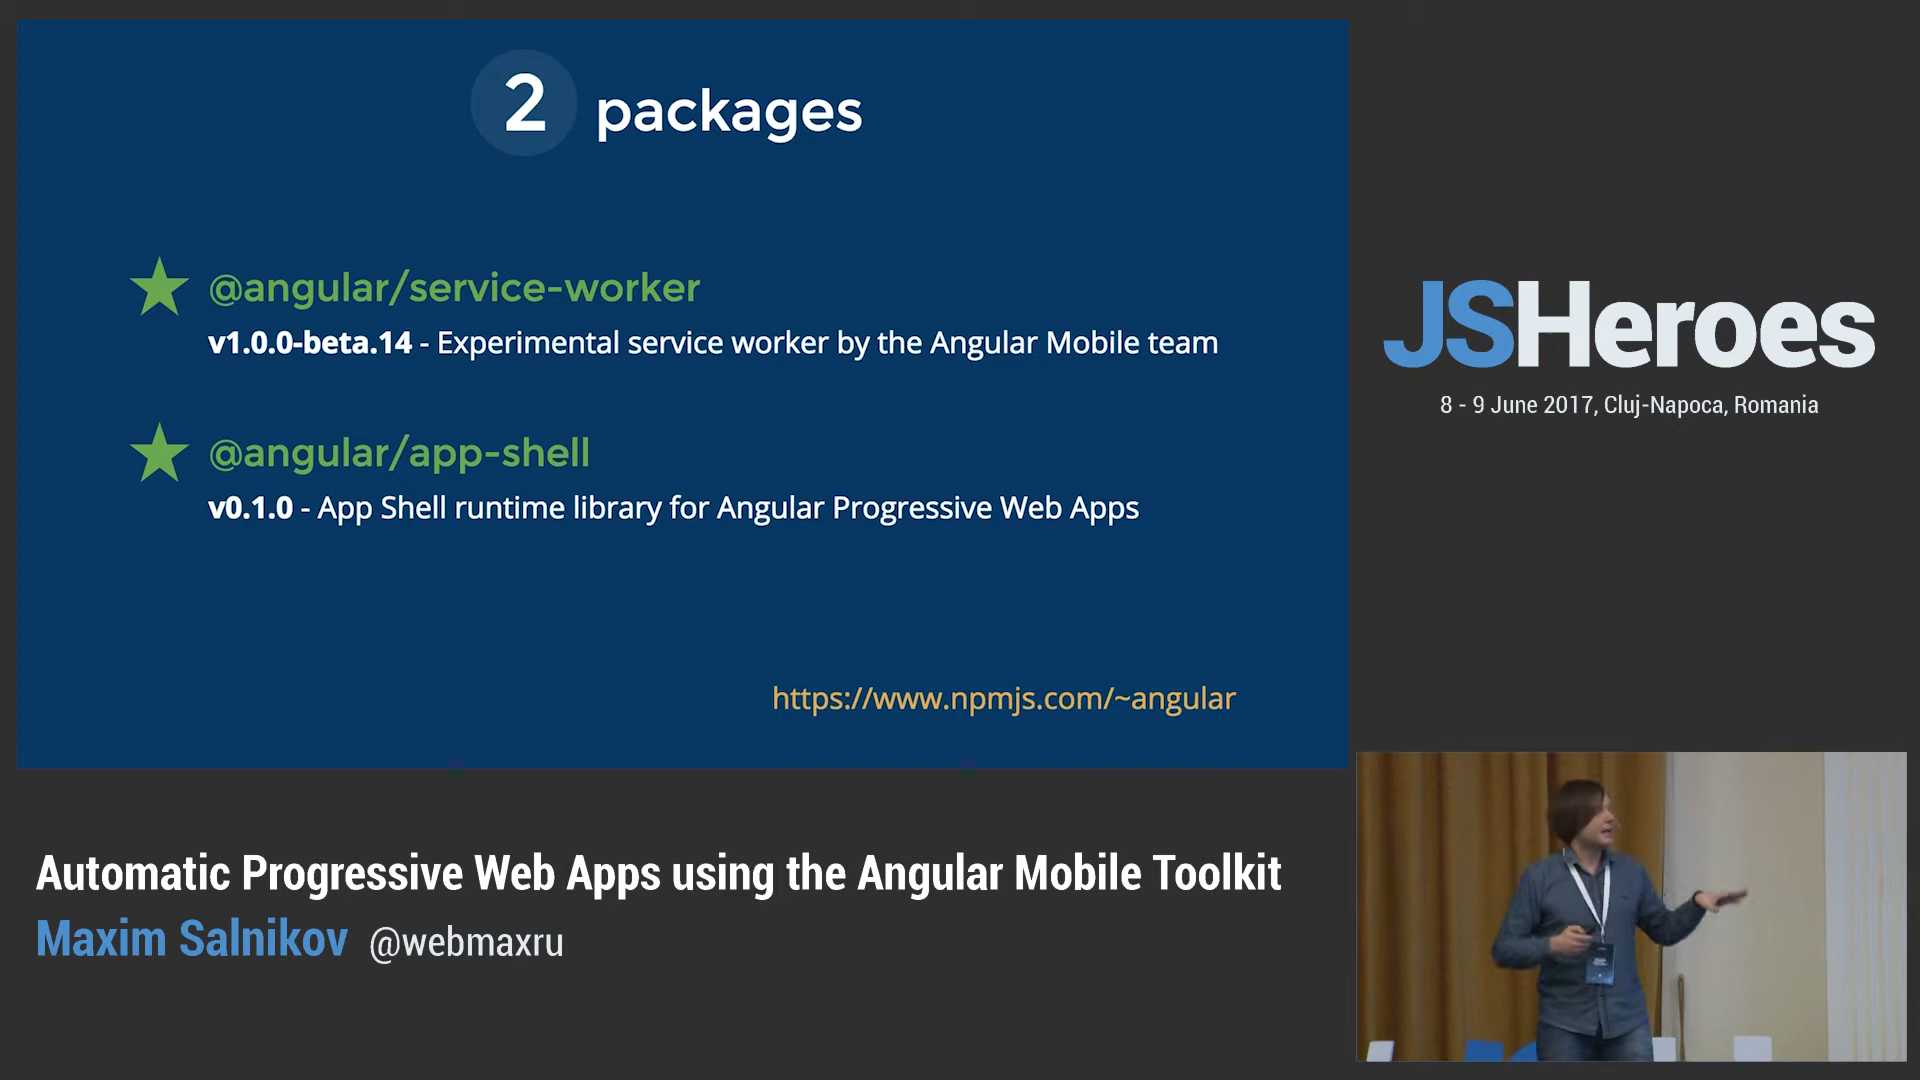 2 packages
@angular/service-worker
v1.0.0-beta.14 - Experimental service worker by the Angular Mobile team
@angular/app-shell
v0.1.0 - App Shell runtime library for Angular Progressive Web Apps
https://www.npmjs.com/~angular
JSHeroes
8 - 9 June 2017, Cluj-Napoca, Romania
Automatic Progressive Web Apps using the Angular Mobile Toolkit
Maxim Salnikov @webmaxru